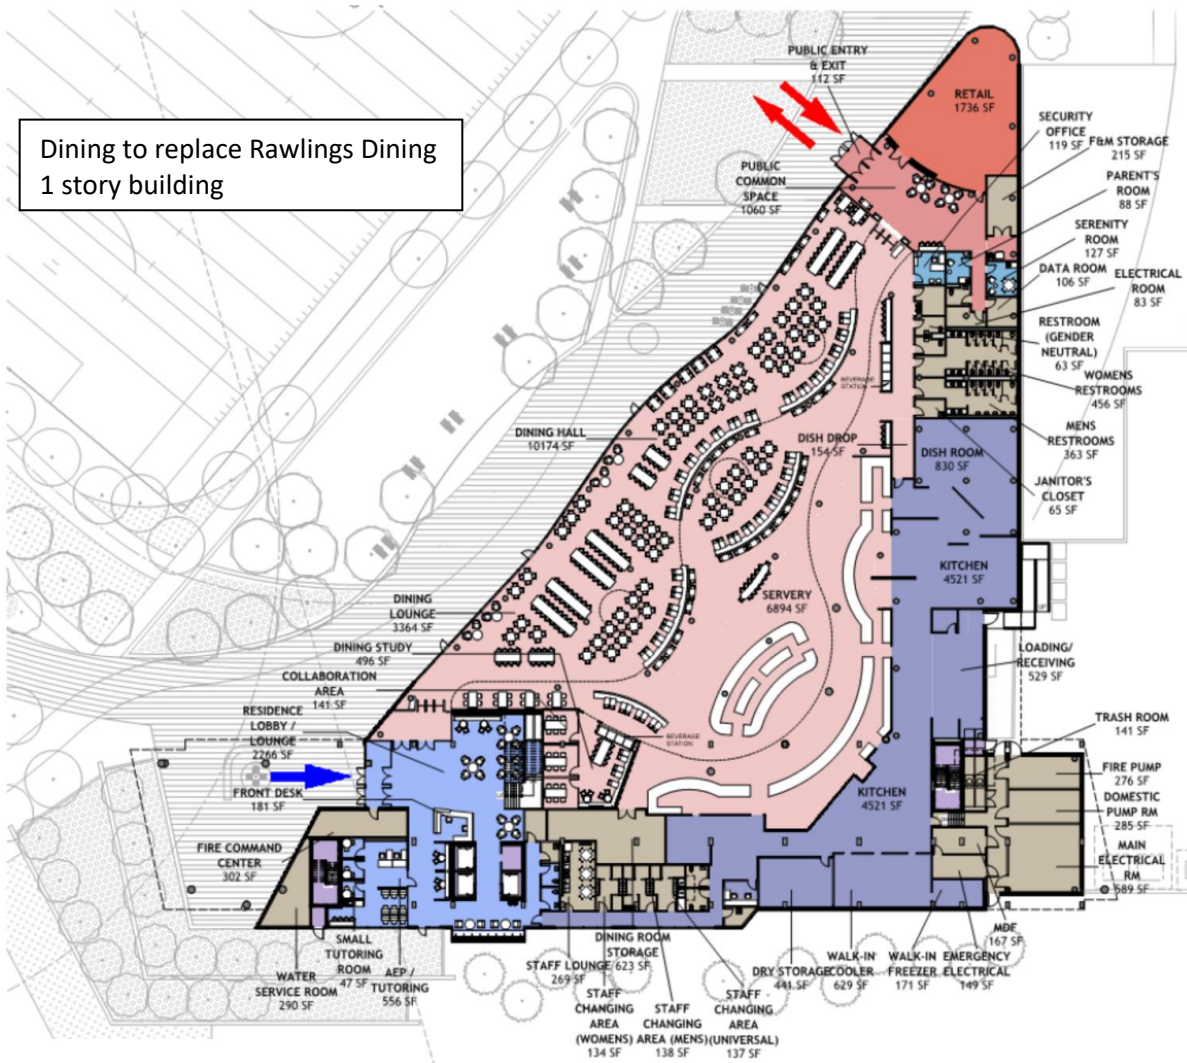 Dining to replace Rawlings Dining
1 story building
PUBLIC ENTRY
& EXIT
112 SF
RETAIL
1736 SF
SECURITY
OFFICE
119 SF
F&M STORAGE
215 SF
PARENT'S
ROOM
88 SF
PUBLIC
COMMON
SPACE
1060 SF
SERENITY
ROOM
127 SF
DATA ROOM
106 SF
ELECTRICAL
ROOM
83 SF
RESTROOM
(GENDER
NEUTRAL)
63 SF
BEVERAGE
STATION
WOMENS
RESTROOMS
456 SF
DINING HALL
10174 SF
DISH DROP
154 SF
MENS
RESTROOMS
363 SF
DISH ROOM
830 SF
JANITOR'S
CLOSET
65 SF
KITCHEN
4521 SF
SERVERY
6894 SF
DINING
LOUNGE
3364 SF
DINING STUDY
496 SF
COLLABORATION
AREA
141 SF
LOADING/
RECEIVING
529 SF
RESIDENCE
LOBBY /
LOUNGE
2266 SF
BEVERAGE
STATION
TRASH ROOM
141 SF
FRONT DESK
181 SF
KITCHEN
4521 SF
FIRE PUMP
276 SF
DOMESTIC
PUMP RM
285 SF
FIRE COMMAND
CENTER
302 SF
MAIN
ELECTRICAL
RM
589 SF
MDF
167 SF
SMALL
TUTORING
ROOM
47 SF
WATER
SERVICE ROOM
290 SF
AEP /
TUTORING
556 SF
DINING ROOM
STORAGE
623 SF
STAFF LOUNGE
269 SF
STAFF
CHANGING
AREA
(WOMENS)
134 SF
STAFF
CHANGING
AREA (MENS)
138 SF
STAFF
CHANGING
AREA
(UNIVERSAL)
137 SF
DRY STORAGE
441 SF
WALK-IN
COOLER
629 SF
WALK-IN
FREEZER
171 SF
EMERGENCY
ELECTRICAL
149 SF